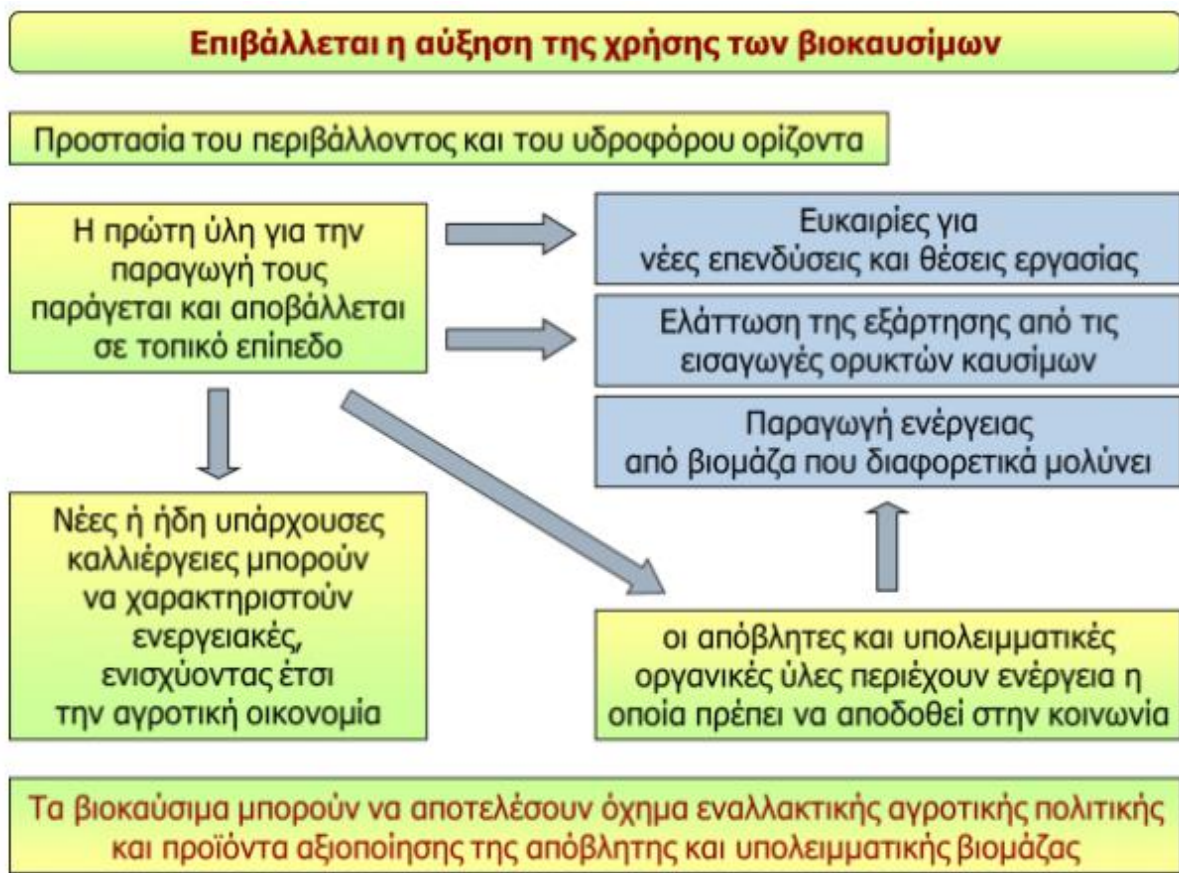 Επιβάλλεται η αύξηση της χρήσης των βιοκαυσίμων
Προστασία του περιβάλλοντος και του υδροφόρου ορίζοντα
Η πρώτη ύλη για την
παραγωγή τους
παράγεται και αποβάλλεται
σε τοπικό επίπεδο
Ευκαιρίες για
νέες επενδύσεις και θέσεις εργασίας
Ελάττωση της εξάρτησης από τις
εισαγωγές ορυκτών καυσίμων
Παραγωγή ενέργειας
από βιομάζα που διαφορετικά μολύνει
Νέες ή ήδη υπάρχουσες
καλλιέργειες μπορούν
να χαρακτηριστούν
ενεργειακές,
ενισχύοντας έτσι
την αγροτική οικονομία
οι απόβλητες και υπολειμματικές
οργανικές ύλες περιέχουν ενέργεια η
οποία πρέπει να αποδοθεί στην κοινωνία
Τα βιοκαύσιμα μπορούν να αποτελέσουν όχημα εναλλακτικής αγροτικής πολιτικής
και προϊόντα αξιοποίησης της απόβλητης και υπολειμματικής βιομάζας